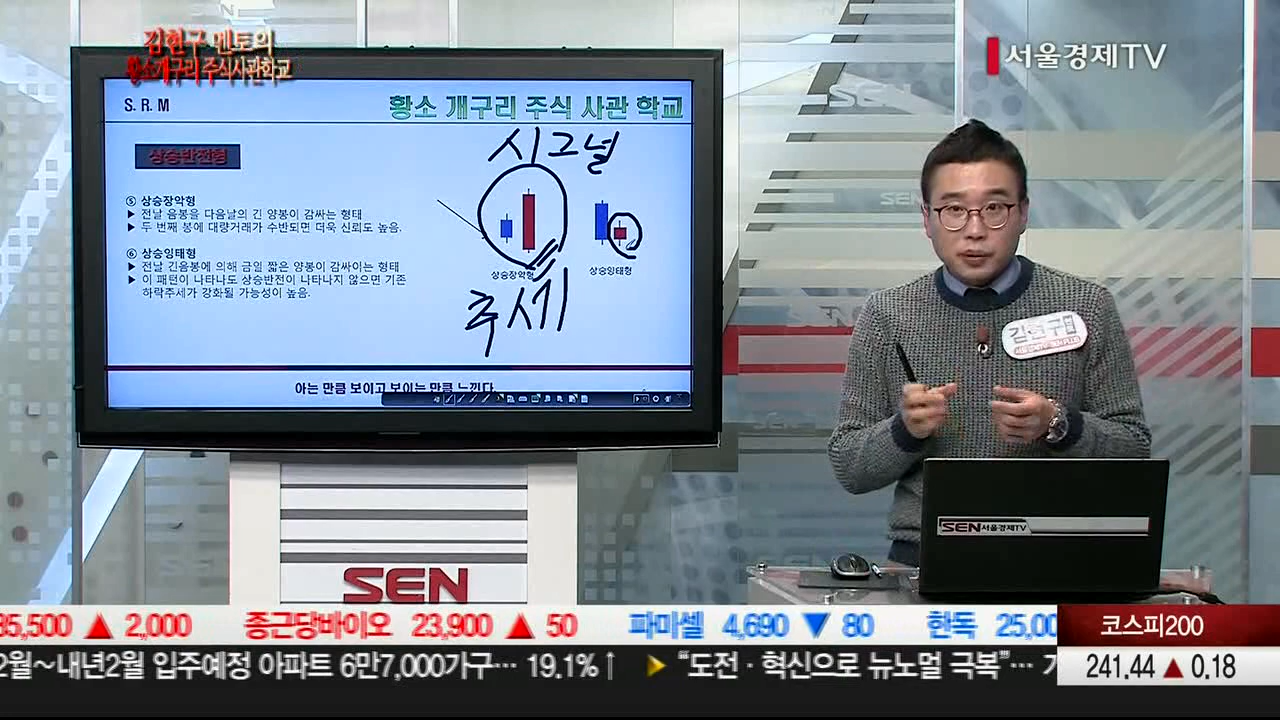 김현구 멘토의
황소개구리 주식사관학교
서울경제TV
SEN
S. R. M
황소 개구리 주식 사관 학교
상승반전형
시그널
⑤ 상승장악형
▶ 전날 음봉을 다음날의 긴 양봉이 감싸는 형태
▶ 두 번째 봉에 대량거래가 수반되면 더욱 신뢰도 높음.
⑥ 상승잉태형
▶ 전날 긴음봉에 의해 금일 짧은 양봉이 감싸이는 형태
▶ 이 패턴이 나타나도 상승반전이 나타나지 않으면 기존
하락추세가 강화될 가능성이 높음.
상승장악형
상승잉태형
추세
아는 만큼 보이고 보이는 만큼 느낀다
김현구
SEN 서울경제TV
SEN
35,500 ▲ 2,000 종근당바이오 23,900 ▲ 50 파미셀 4,690 ▼ 80 한독 25,00
코스피200
2월~내년2월 입주예정 아파트 6만7,000가구… 19.1%↑ ▶ “도전·혁신으로 뉴노멀 극복”…
241.44 ▲ 0.18